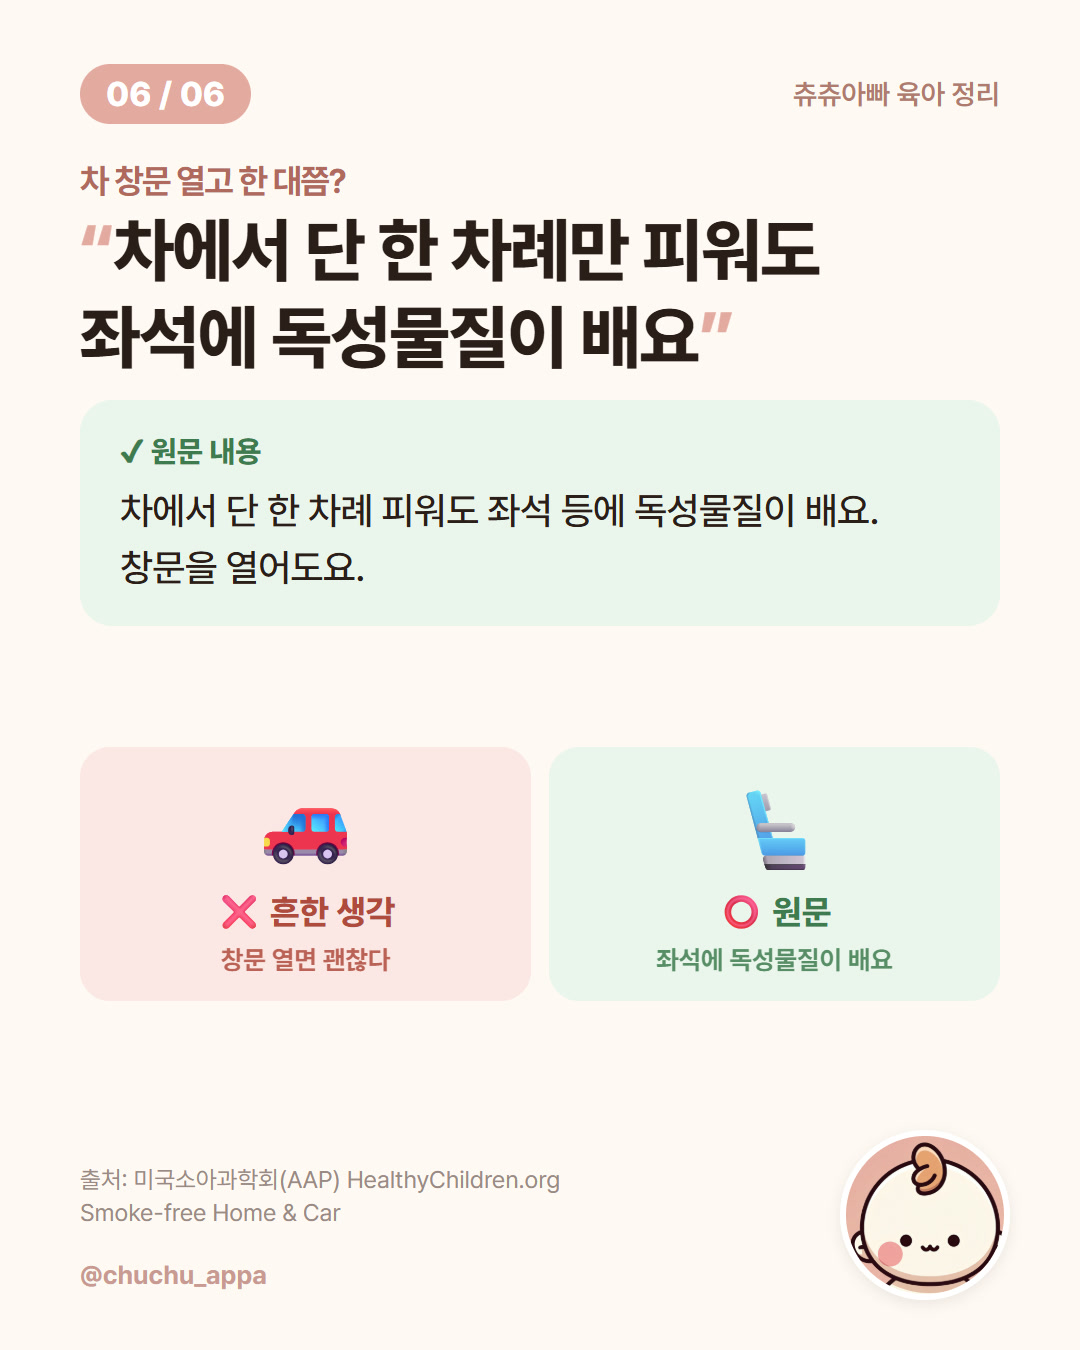 06 / 06
츄츄아빠 육아 정리
차 창문 열고 한 대쯤?
“차에서 단 한 차례만 피워도
좌석에 독성물질이 배요”
✓ 원문 내용
차에서 단 한 차례 피워도 좌석 등에 독성물질이 배요.
창문을 열어도요.
❌ 흔한 생각
창문 열면 괜찮다
⭕ 원문
좌석에 독성물질이 배요
출처: 미국소아과학회(AAP) HealthyChildren.org
Smoke-free Home & Car
@chuchu_appa